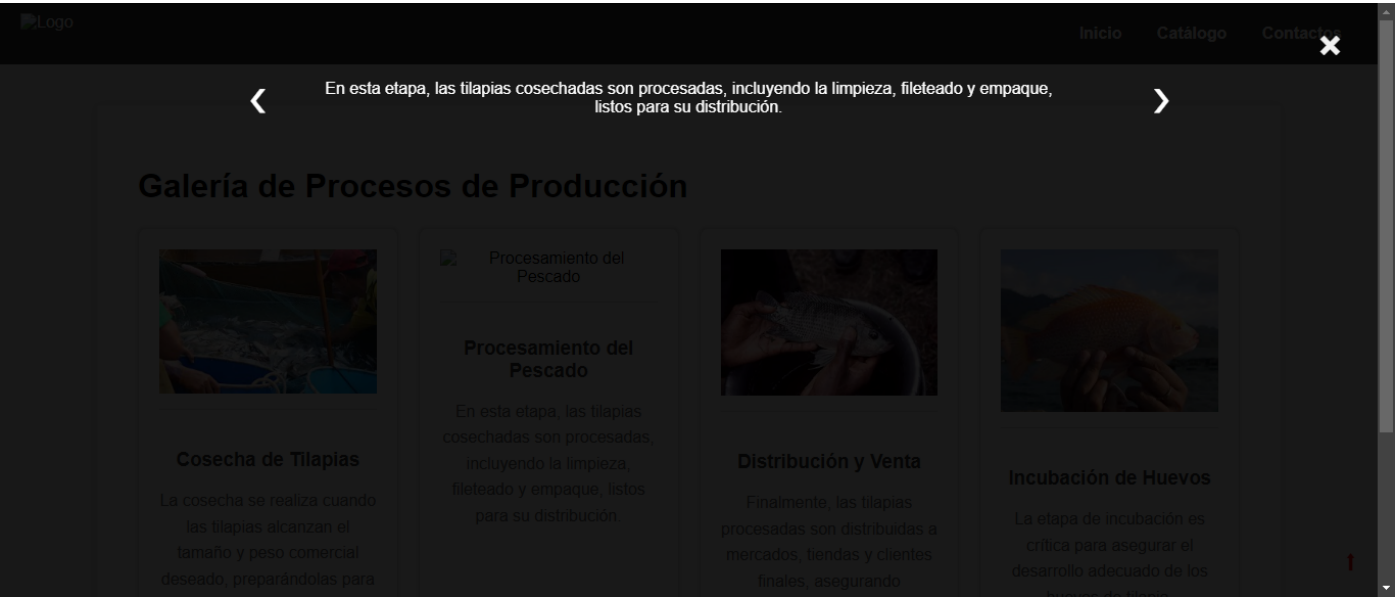 Logo
Inicio Catálogo Contactos
En esta etapa, las tilapias cosechadas son procesadas, incluyendo la limpieza, fileteado y empaque,
listos para su distribución.
Galería de Procesos de Producción
Cosecha de Tilapias
La cosecha se realiza cuando
las tilapias alcanzan el
tamaño y peso comercial
deseado, preparándolas para
Procesamiento del
Pescado
Procesamiento del
Pescado
En esta etapa, las tilapias
cosechadas son procesadas,
incluyendo la limpieza,
fileteado y empaque, listos
para su distribución.
Distribución y Venta
Finalmente, las tilapias
procesadas son distribuidas a
mercados, tiendas y clientes
finales, asegurando
Incubación de Huevos
La etapa de incubación es
crítica para asegurar el
desarrollo adecuado de los
huevos de tilapia